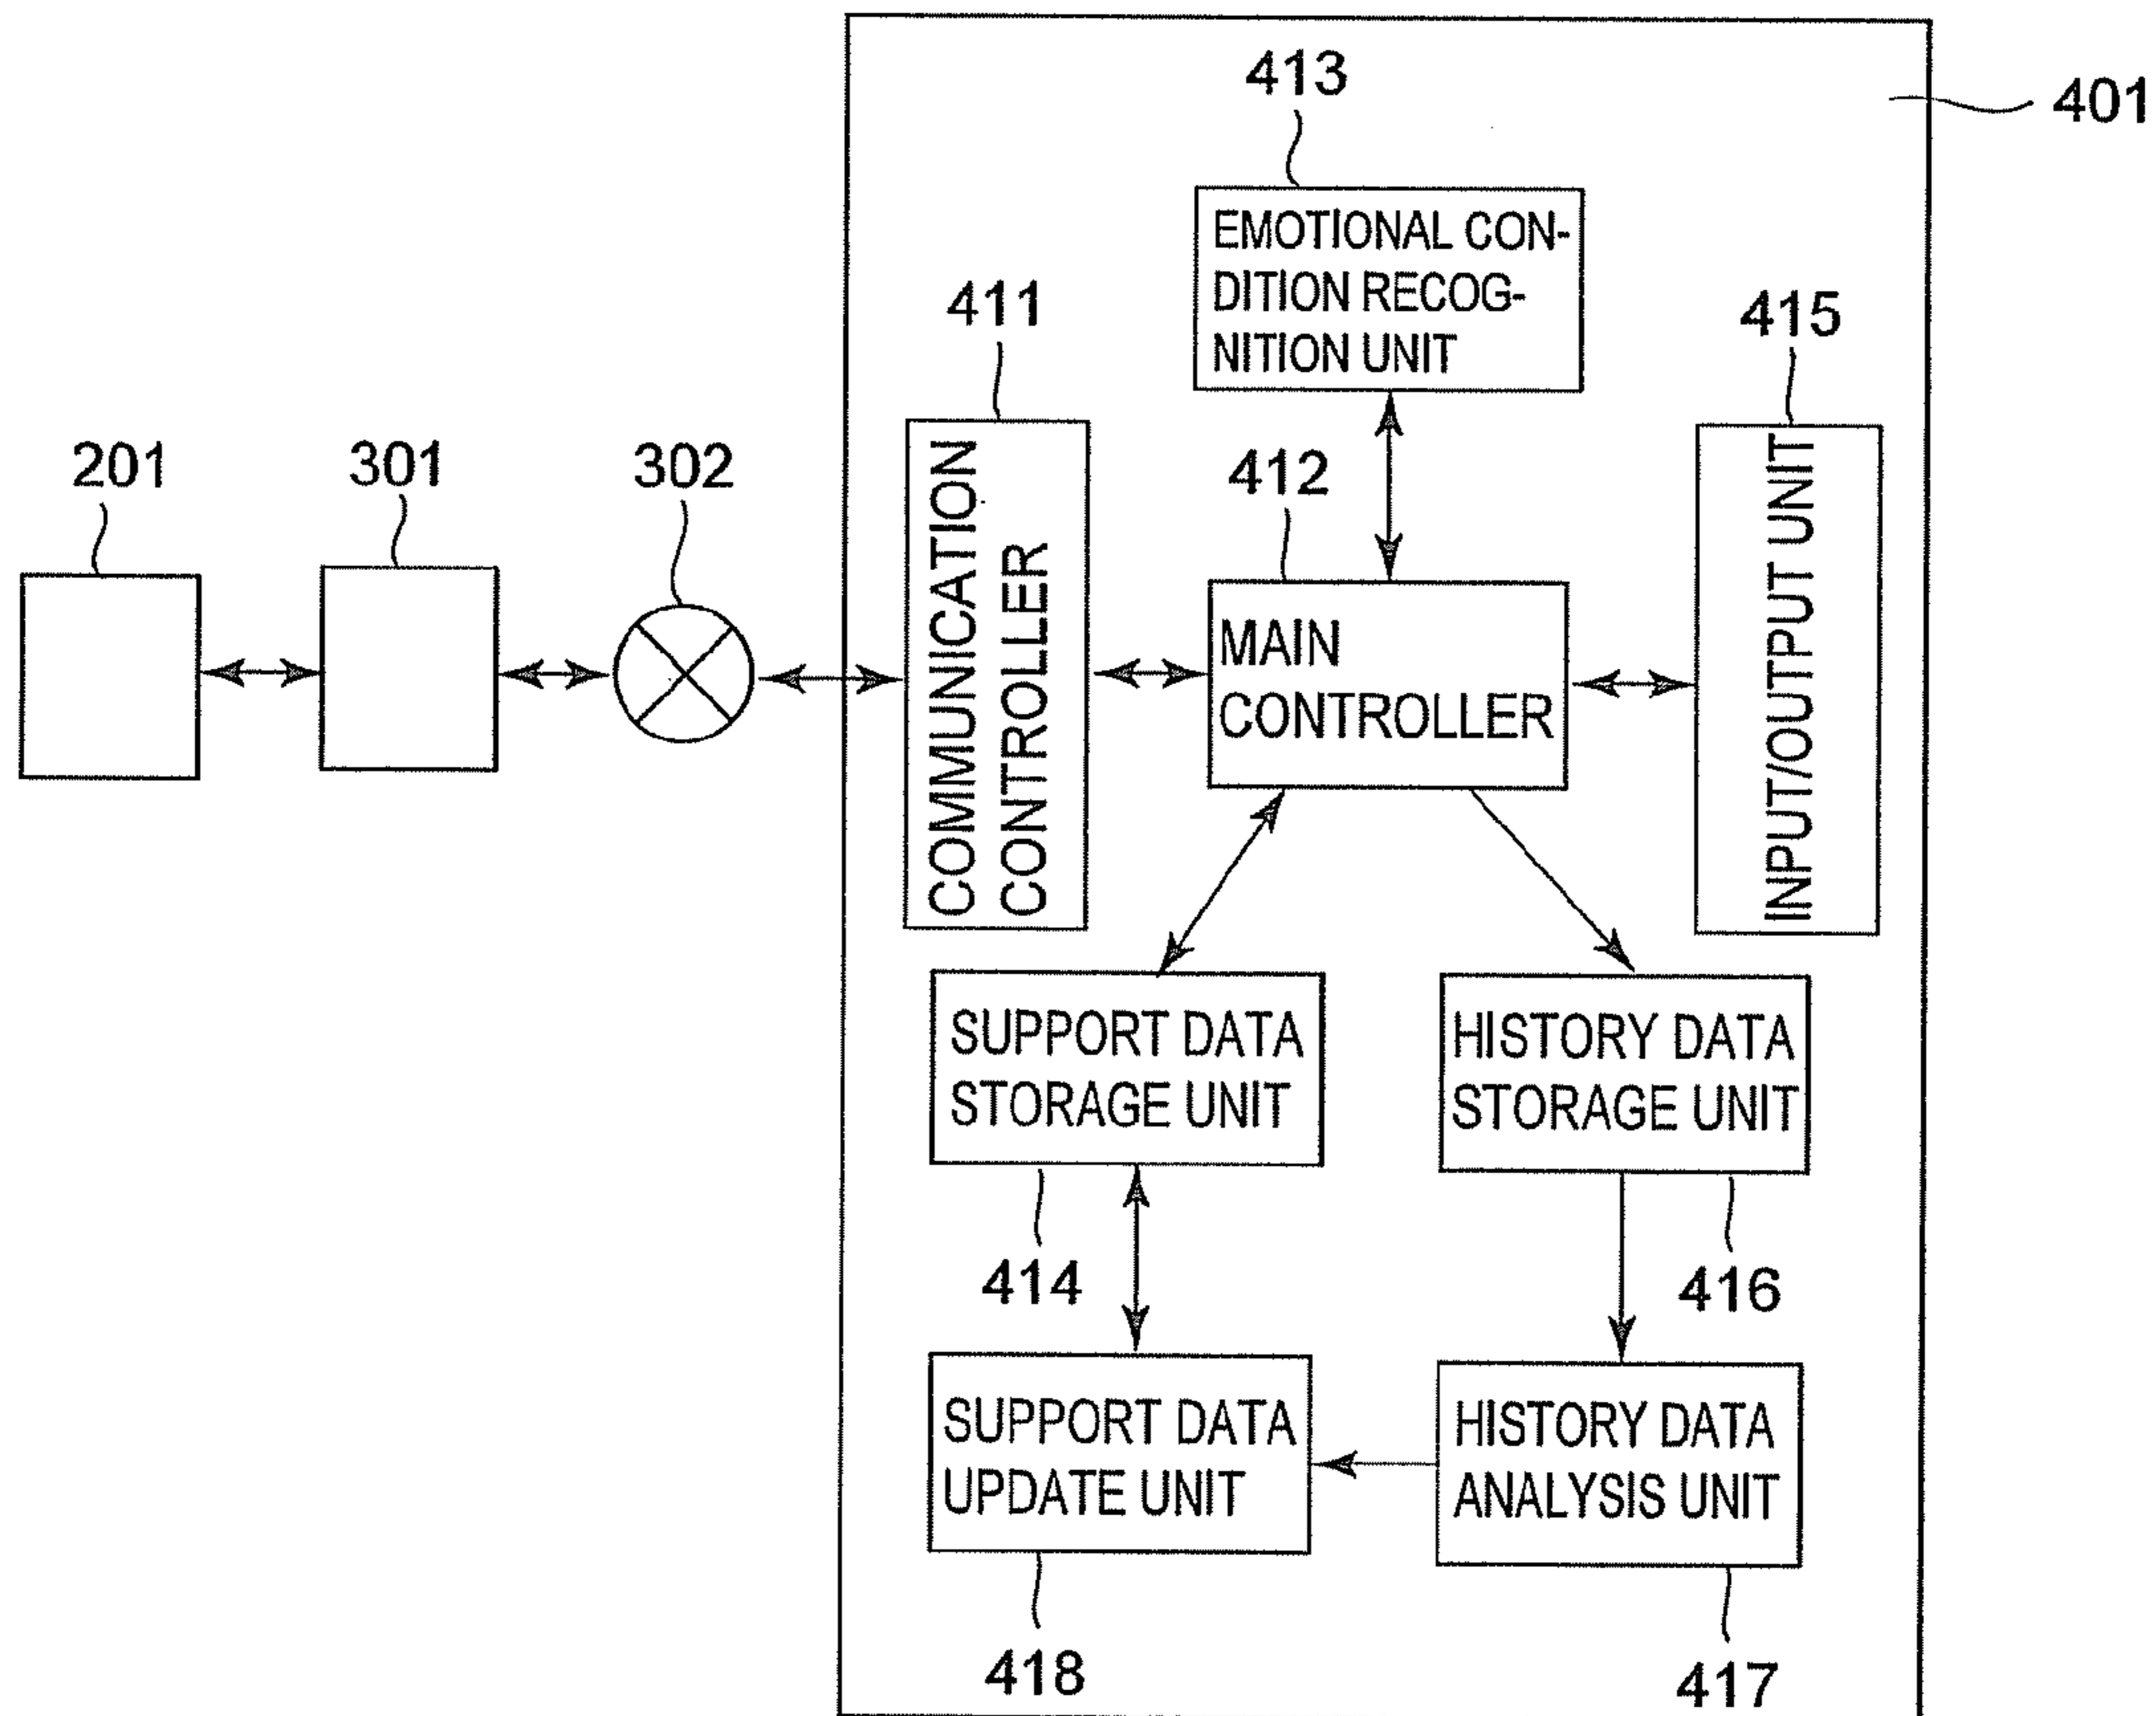 413
401
EMOTIONAL CON-
DITION RECOG-
NITION UNIT
411
415
201
301
302
412
COMMUNICATION
CONTROLLER
MAIN
CONTROLLER
INPUT/OUTPUT UNIT
SUPPORT DATA
STORAGE UNIT
HISTORY DATA
STORAGE UNIT
414
416
SUPPORT DATA
UPDATE UNIT
HISTORY DATA
ANALYSIS UNIT
418
417